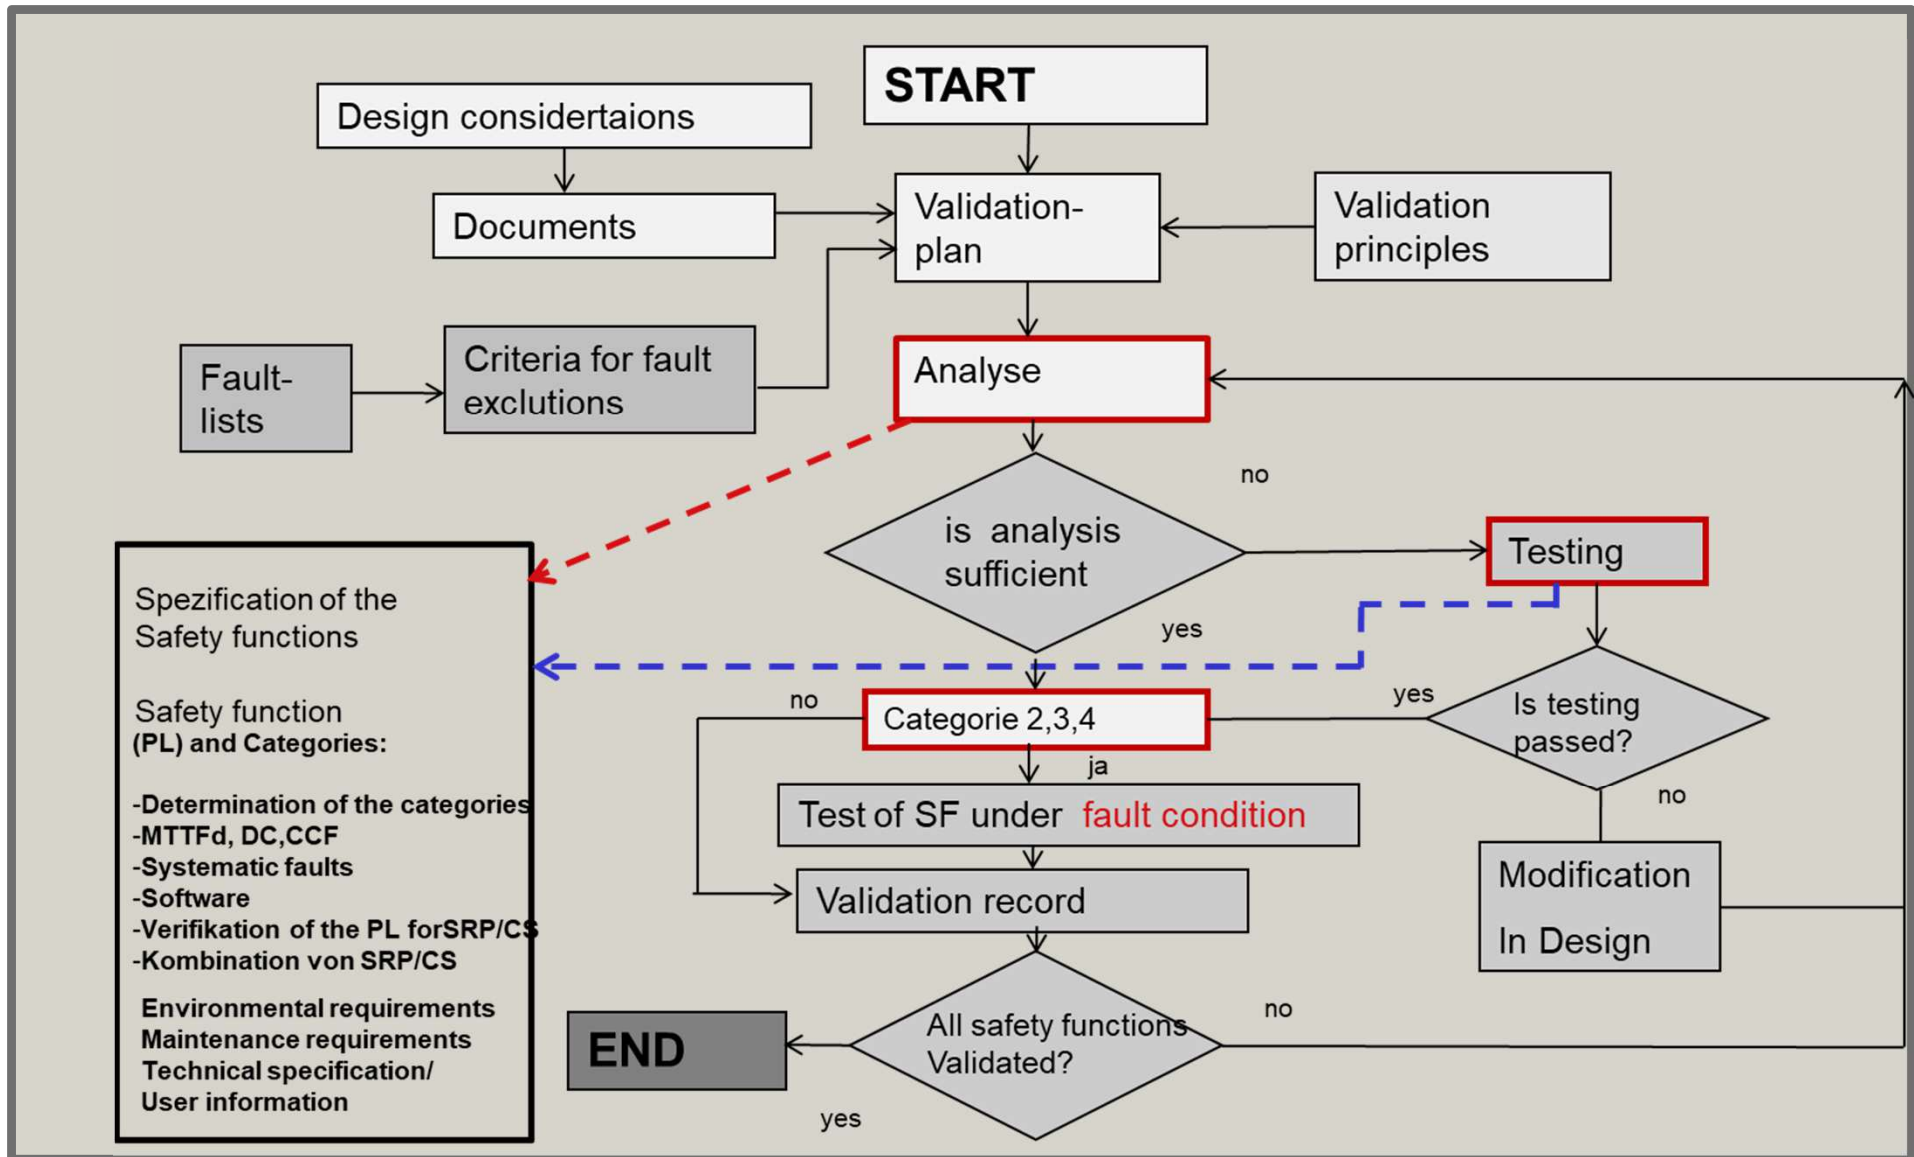 START
Design considertaions
Documents
Validation-
plan
Validation
principles
Fault-
lists
Criteria for fault
exclutions
Analyse
no
is analysis
sufficient
Testing
yes
Spezification of the
Safety functions
Safety function
(PL) and Categories:
-Determination of the categories
-MTTFd, DC,CCF
-Systematic faults
-Software
-Verifikation of the PL forSRP/CS
-Kombination von SRP/CS
Environmental requirements
Maintenance requirements
Technical specification/
User information
no
Categorie 2,3,4
yes
Is testing
passed?
ja
no
Test of SF under fault condition
Validation record
Modification
In Design
All safety functions
Validated?
no
END
yes